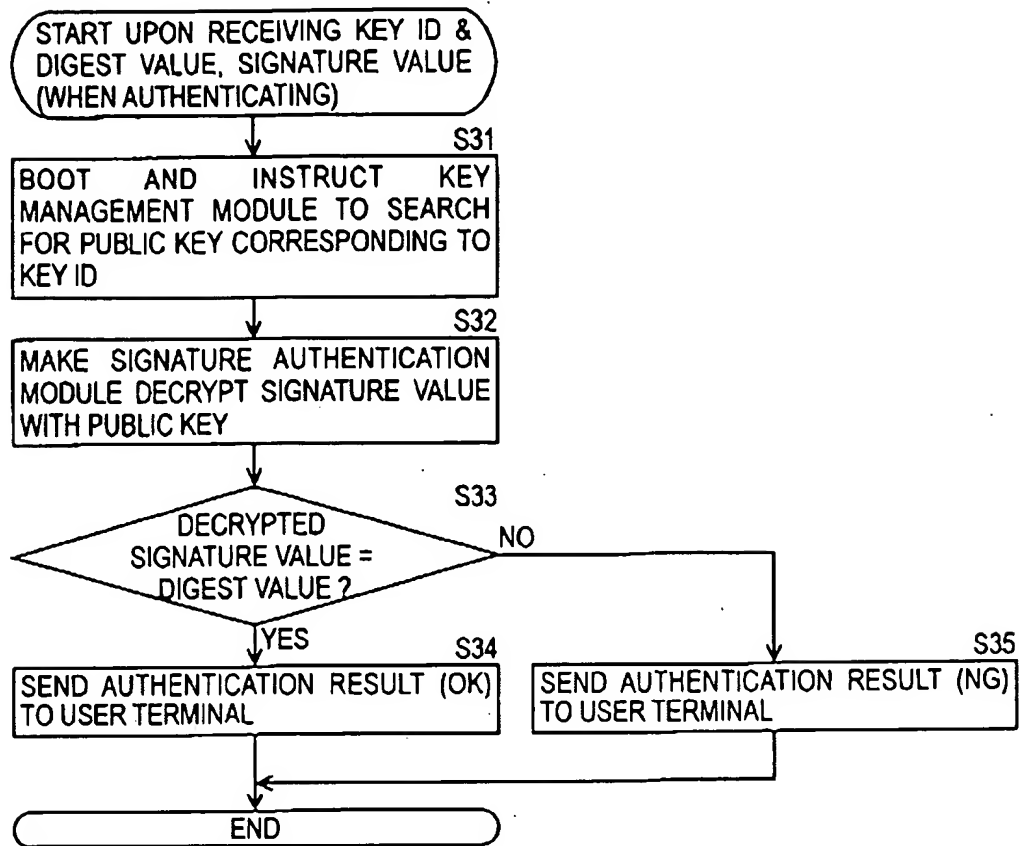 START UPON RECEIVING KEY ID &
DIGEST VALUE, SIGNATURE VALUE
(WHEN AUTHENTICATING)
S31
BOOT AND INSTRUCT KEY
MANAGEMENT MODULE TO SEARCH
FOR PUBLIC KEY CORRESPONDING TO
KEY ID
S32
MAKE SIGNATURE AUTHENTICATION
MODULE DECRYPT SIGNATURE VALUE
WITH PUBLIC KEY
S33
DECRYPTED
SIGNATURE VALUE =
DIGEST VALUE ?
NO
YES
S34
SEND AUTHENTICATION RESULT (OK)
TO USER TERMINAL
S35
SEND AUTHENTICATION RESULT (NG)
TO USER TERMINAL
END